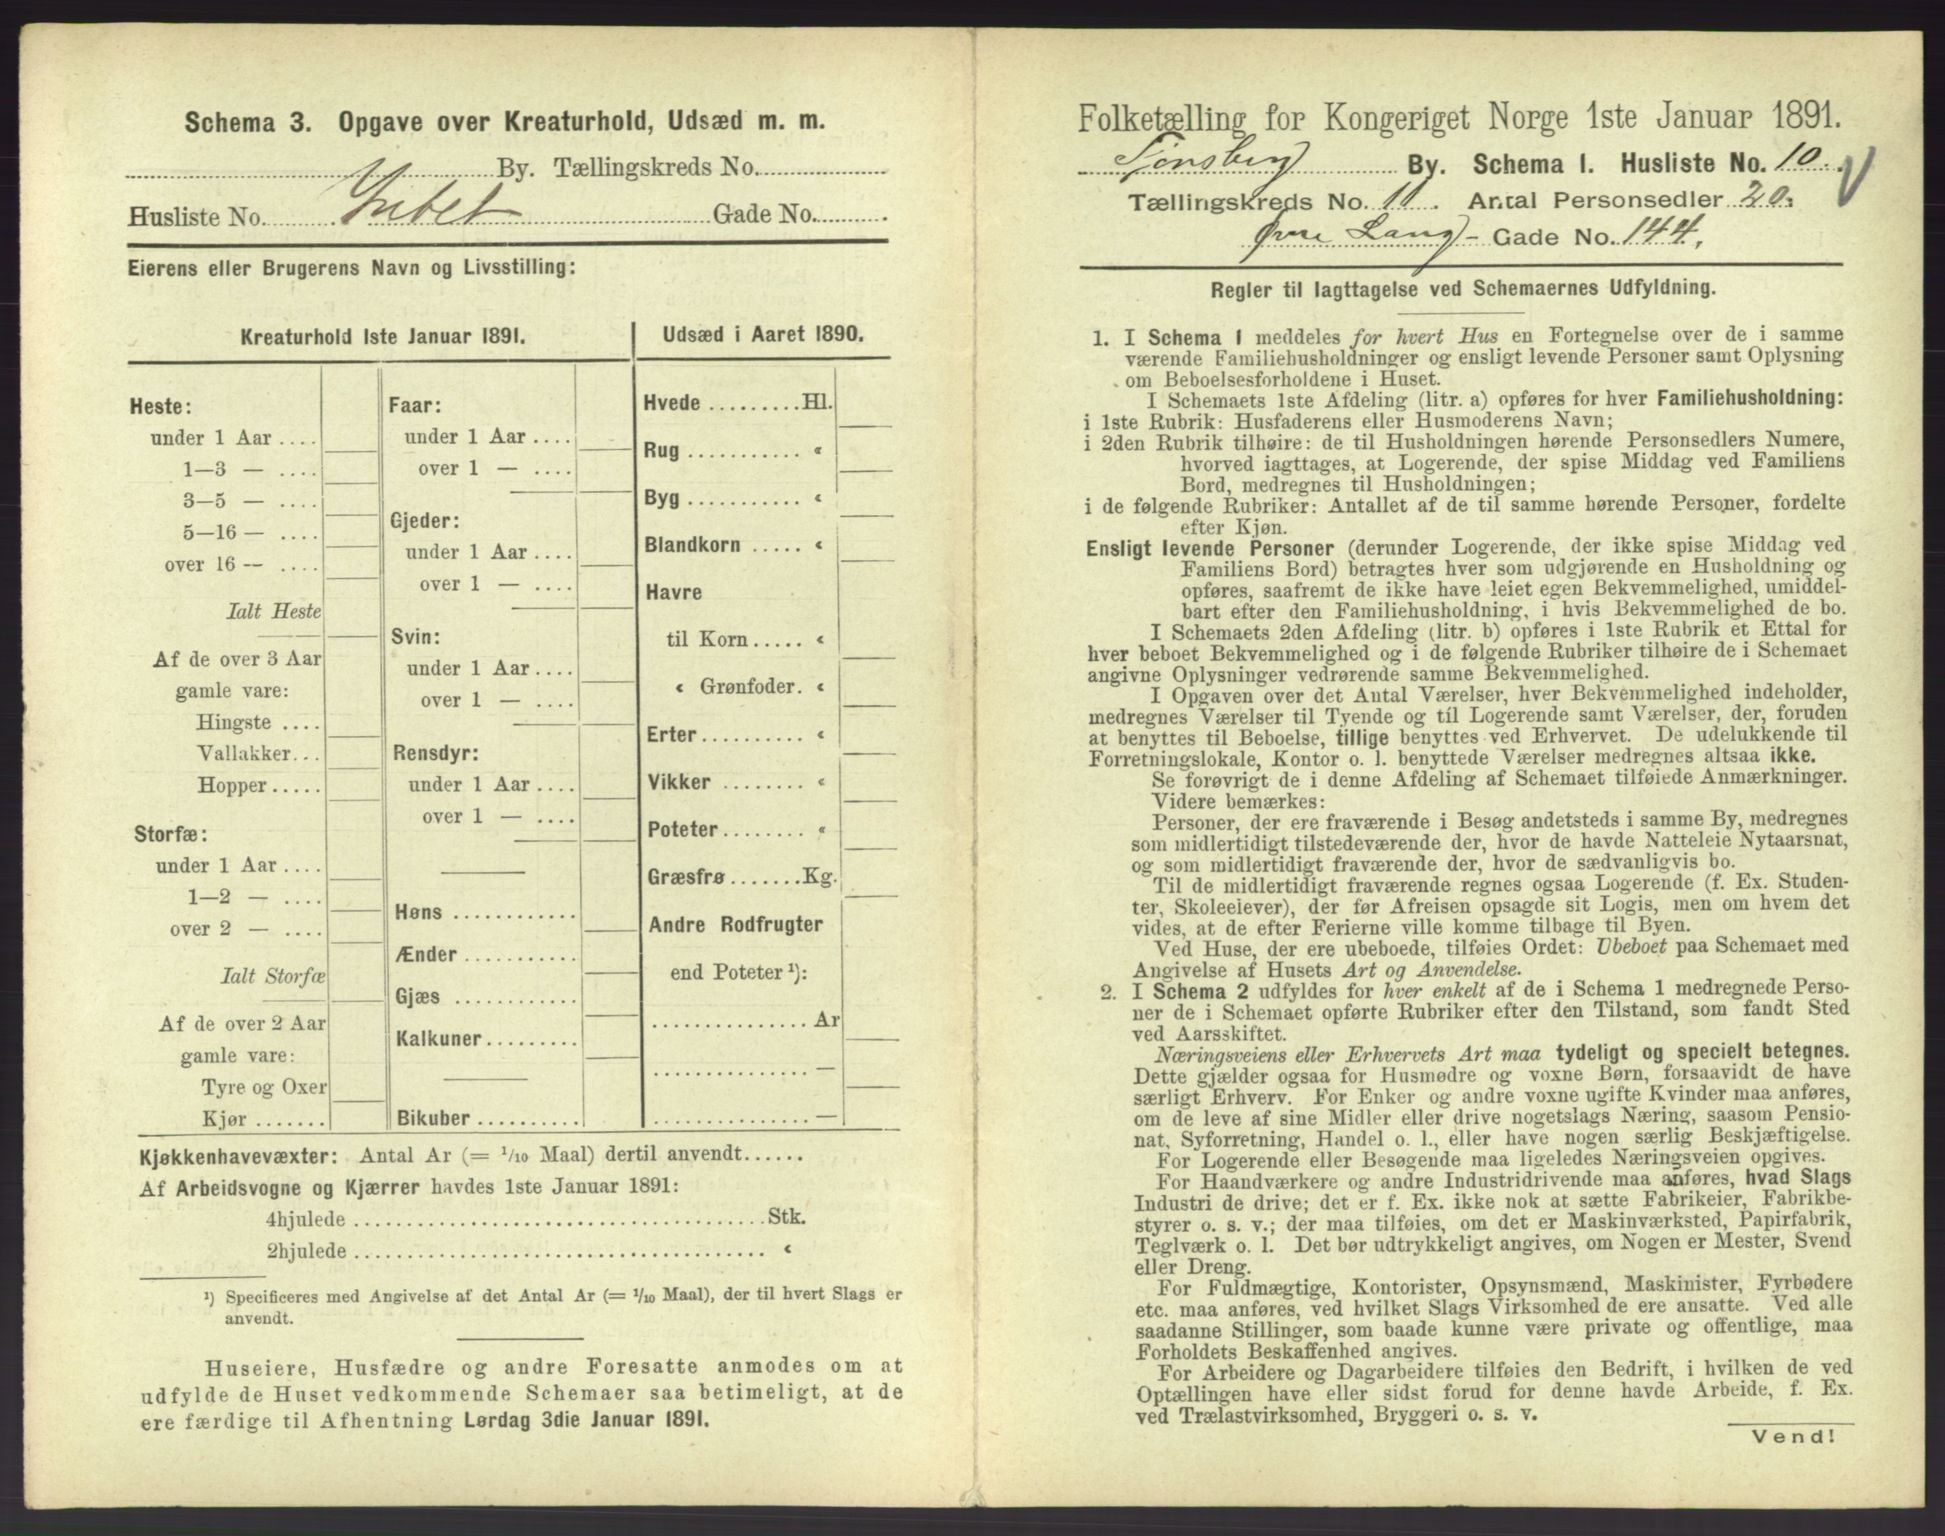 Schema 3. Opgave over Kreaturhold, Udsæd m. m.
By. Tællingskreds No.
Husliste No. Intet Gade No.
Eierens eller Brugerens Navn og Livsstilling:
Kreaturhold 1ste Januar 1891.
Heste:
under 1 Aar ....
1—3 — ....
3—5 — ....
5—16 — ....
over 16 — ....
Ialt Heste
Af de over 3 Aar
gamle vare:
Hingste ....
Vallakker...
Hopper.....
Storfæ:
under 1 Aar ....
1—2 — ....
over 2 — ....
Ialt Storfæ
Af de over 2 Aar
gamle vare:
Tyre og Oxer
Kjør .......
Faar:
under 1 Aar ....
over 1 — ....
Gjeder:
under 1 Aar ....
over 1 — ....
Svin:
under 1 Aar ....
over 1 — ....
Rensdyr:
under 1 Aar ....
over 1 — ....
Høns ............
Ænder ...........
Gjæs ............
Kalkuner.........
Bikuber ..........
Udsæd i Aaret 1890.
Hvede .........Hl.
Rug ........... «
Byg ........... «
Blandkorn ..... «
Havre
til Korn..... «
« Grønfoder. «
Erter.......... «
Vikker ........ «
Poteter........ «
Græsfrø .......Kg.
Andre Rodfrugter
end Poteter ¹):
............... Ar
............... —
............... —
Kjøkkenhavevæxter: Antal Ar (= 1/10 Maal) dertil anvendt......
Af Arbeidsvogne og Kjærrer havdes 1ste Januar 1891:
4hjulede ........................................Stk.
2hjulede ........................................ «
¹) Specificeres med Angivelse af det Antal Ar (= 1/10 Maal), der til hvert Slags er
anvendt.
Huseiere, Husfædre og andre Foresatte anmodes om at
udfylde de Huset vedkommende Schemaer saa betimeligt, at de
ere færdige til Afhentning Lørdag 3die Januar 1891.
Folketælling for Kongeriget Norge 1ste Januar 1891.
Tønsberg By. Schema I. Husliste No. 10
Tællingskreds No. 11. Antal Personsedler 20.
Øvre Lang- Gade No. 144.
Regler til Iagttagelse ved Schemaernes Udfyldning.
1. I Schema 1 meddeles for hvert Hus en Fortegnelse over de i samme
værende Familiehusholdninger og ensligt levende Personer samt Oplysning
om Beboelsesforholdene i Huset.
I Schemaets 1ste Afdeling (litr. a) opføres for hver Familiehusholdning:
i 1ste Rubrik: Husfaderens eller Husmoderens Navn;
i 2den Rubrik tilhøire: de til Husholdningen hørende Personsedlers Numere,
hvorved iagttages, at Logerende, der spise Middag ved Familiens
Bord, medregnes til Husholdningen;
i de følgende Rubriker: Antallet af de til samme hørende Personer, fordelte
efter Kjøn.
Ensligt levende Personer (derunder Logerende, der ikke spise Middag ved
Familiens Bord) betragtes hver som udgjørende en Husholdning og
opføres, saafremt de ikke have leiet egen Bekvemmelighed, umiddel-
bart efter den Familiehusholdning, i hvis Bekvemmelighed de bo.
I Schemaets 2den Afdeling (litr. b) opføres i 1ste Rubrik et Ettal for
hver beboet Bekvemmelighed og i de følgende Rubriker tilhøire de i Schemaet
angivne Oplysninger vedrørende samme Bekvemmelighed.
I Opgaven over det Antal Værelser, hver Bekvemmelighed indeholder,
medregnes Værelser til Tyende og til Logerende samt Værelser, der, foruden
at benyttes til Beboelse, tillige benyttes ved Erhvervet. De udelukkende til
Forretningslokale, Kontor o. l. benyttede Værelser medregnes altsaa ikke.
Se forøvrigt de i denne Afdeling af Schemaet tilføiede Anmærkninger.
Videre bemærkes:
Personer, der ere fraværende i Besøg andetsteds i samme By, medregnes
som midlertidigt tilstedeværende der, hvor de havde Natteleie Nytaarsnat,
og som midlertidigt fraværende der, hvor de sædvanligvis bo.
Til de midlertidigt fraværende regnes ogsaa Logerende (f. Ex. Studen-
ter, Skoleelever), der før Afreisen opsagde sit Logis, men om hvem det
vides, at de efter Ferierne ville komme tilbage til Byen.
Ved Huse, der ere ubeboede, tilføies Ordet: Ubeboet paa Schemaet med
Angivelse af Husets Art og Anvendelse.
2. I Schema 2 udfyldes for hver enkelt af de i Schema 1 medregnede Perso-
ner de i Schemaet opførte Rubriker efter den Tilstand, som fandt Sted
ved Aarsskiftet.
Næringsveiens eller Erhvervets Art maa tydeligt og specielt betegnes.
Dette gjælder ogsaa for Husmødre og voxne Børn, forsaavidt de have
særligt Erhverv. For Enker og andre voxne ugifte Kvinder maa anføres,
om de leve af sine Midler eller drive nogetslags Næring, saasom Pensio-
nat, Syforretning, Handel o. l., eller have nogen særlig Beskjæftigelse.
For Logerende eller Besøgende maa ligeledes Næringsveien opgives.
For Haandværkere og andre Industridrivende maa anføres, hvad Slags
Industri de drive; det er f. Ex. ikke nok at sætte Fabrikeier, Fabrikbe-
styrer o. s. v.; der maa tilføies, om det er Maskinværksted, Papirfabrik,
Teglværk o. l. Det bør udtrykkeligt angives, om Nogen er Mester, Svend
eller Dreng.
For Fuldmægtige, Kontorister, Opsynsmænd, Maskinister, Fyrbødere
etc. maa anføres, ved hvilket Slags Virksomhed de ere ansatte. Ved alle
saadanne Stillinger, som baade kunne være private og offentlige, maa
Forholdets Beskaffenhed angives.
For Arbeidere og Dagarbeidere tilføies den Bedrift, i hvilken de ved
Optællingen have eller sidst forud for denne havde Arbeide, f. Ex.
ved Trælastvirksomhed, Bryggeri o. s. v.
Vend!